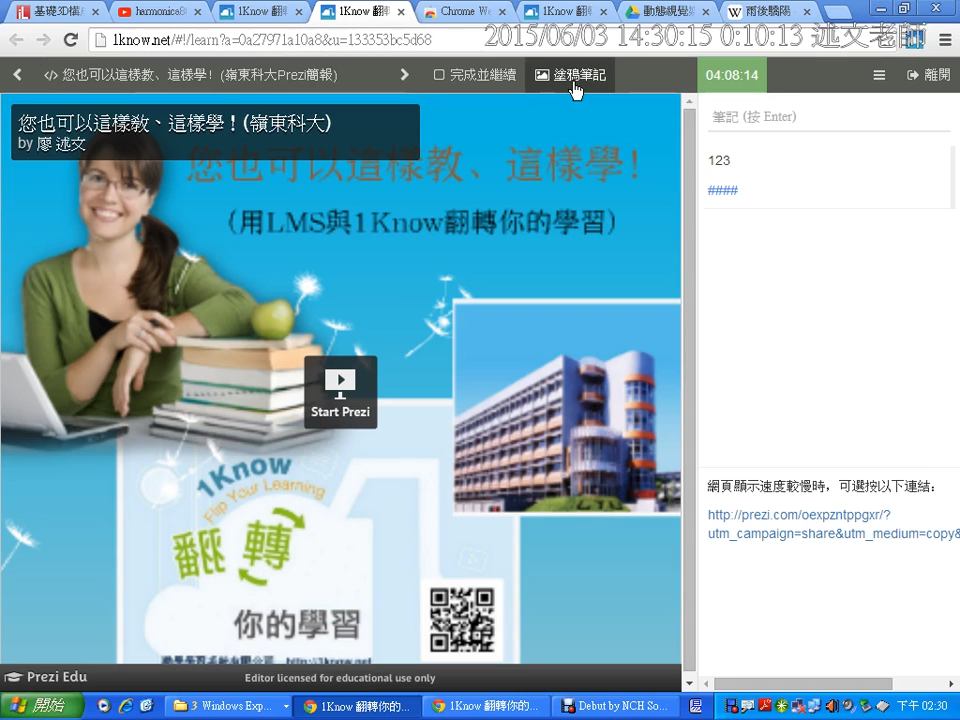 基礎3D構
harmonica8
1Know 翻轉
1Know 翻轉
Chrome We
1Know 翻轉
動態視覺
雨後驕陽
1know.net/#!/learn?a=0a27971a10a8&u=133353bc5d68
2015/06/03 14:30:15 0:10:13 述文老師
您也可以這樣教、這樣學! (嶺東科大Prezi簡報)
完成並繼續
塗鴉筆記
04:08:14
離開
您也可以這樣教、這樣學!(嶺東科大)
by 廖 述文
您也可以這樣教、這樣學!
(用LMS與1Know翻轉你的學習)
Start Prezi
1Know
Flip Your Learning
翻轉
你的學習
http://1know.net
Prezi Edu
Editor licensed for educational use only
筆記 (按 Enter)
123
####
網頁顯示速度較慢時，可選按以下連結：
http://prezi.com/oexpzntppgxr/?
utm_campaign=share&utm_medium=copy&
開始
3 Windows Exp...
1Know 翻轉你的...
1Know 翻轉你的...
Debut by NCH So...
下午 02:30